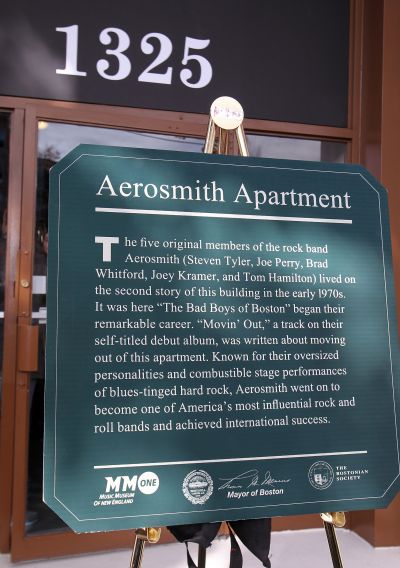 1325
Aerosmith Apartment
The five original members of the rock band
Aerosmith (Steven Tyler, Joe Perry, Brad
Whitford, Joey Kramer, and Tom Hamilton) lived on
the second story of this building in the early 1970s.
It was here “The Bad Boys of Boston” began their
remarkable career. “Movin’ Out,” a track on their
self-titled debut album, was written about moving
out of this apartment. Known for their oversized
personalities and combustible stage performances
of blues-tinged hard rock, Aerosmith went on to
become one of America’s most influential rock and
roll bands and achieved international success.
MMONE
MUSIC MUSEUM
OF NEW ENGLAND
Mayor of Boston
THE
BOSTONIAN
SOCIETY